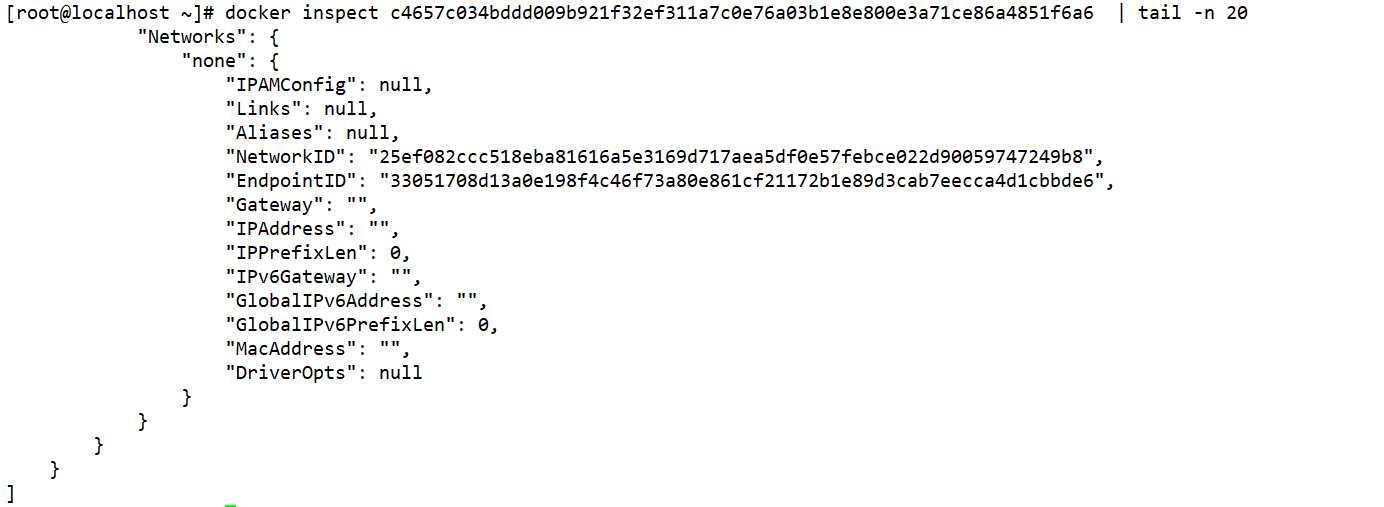 [root@localhost ~]# docker inspect c4657c034bddd009b921f32ef311a7c0e76a03b1e8e800e3a71ce86a4851f6a6  | tail -n 20
            "Networks": {
                "none": {
                    "IPAMConfig": null,
                    "Links": null,
                    "Aliases": null,
                    "NetworkID": "25ef082ccc518eba81616a5e3169d717aea5df0e57febce022d90059747249b8",
                    "EndpointID": "33051708d13a0e198f4c46f73a80e861cf21172b1e89d3cab7eecca4d1cbbde6",
                    "Gateway": "",
                    "IPAddress": "",
                    "IPPrefixLen": 0,
                    "IPv6Gateway": "",
                    "GlobalIPv6Address": "",
                    "GlobalIPv6PrefixLen": 0,
                    "MacAddress": "",
                    "DriverOpts": null
                }
            }
        }
    }
]